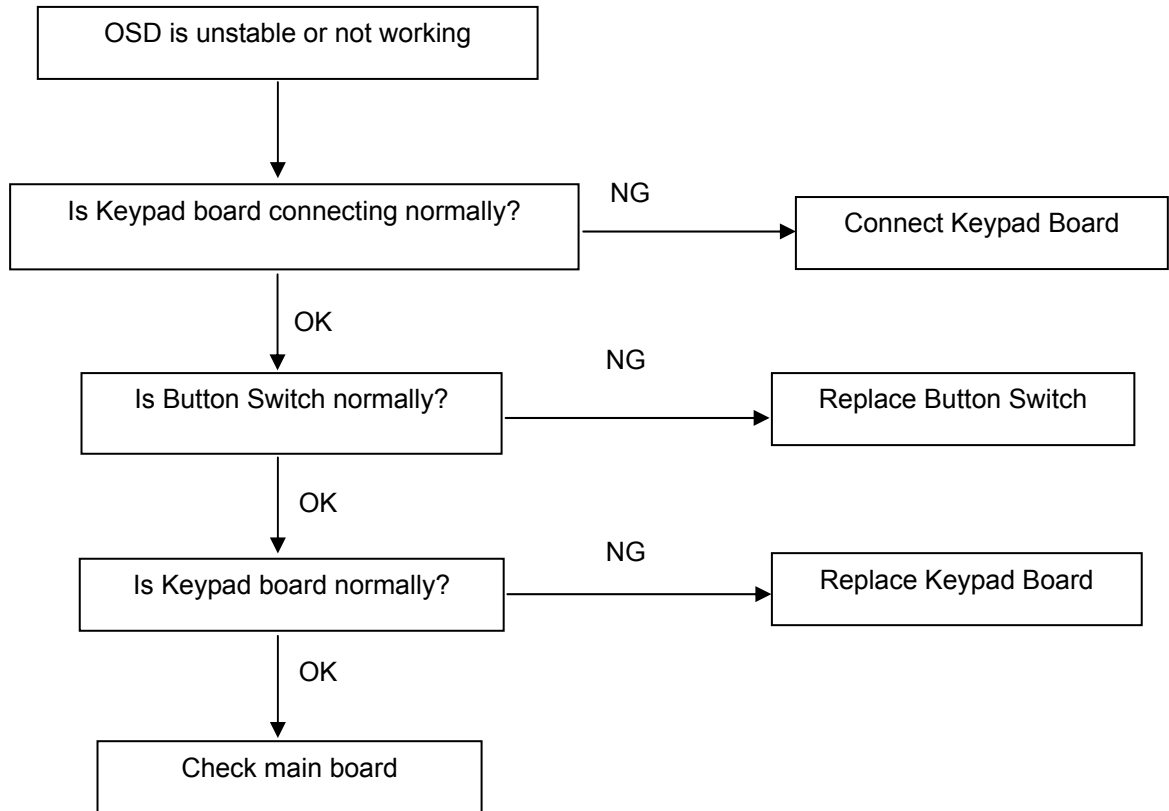 OSD is unstable or not working
Is Keypad board connecting normally?
NG
Connect Keypad Board
OK
Is Button Switch normally?
NG
Replace Button Switch
OK
Is Keypad board normally?
NG
Replace Keypad Board
OK
Check main board